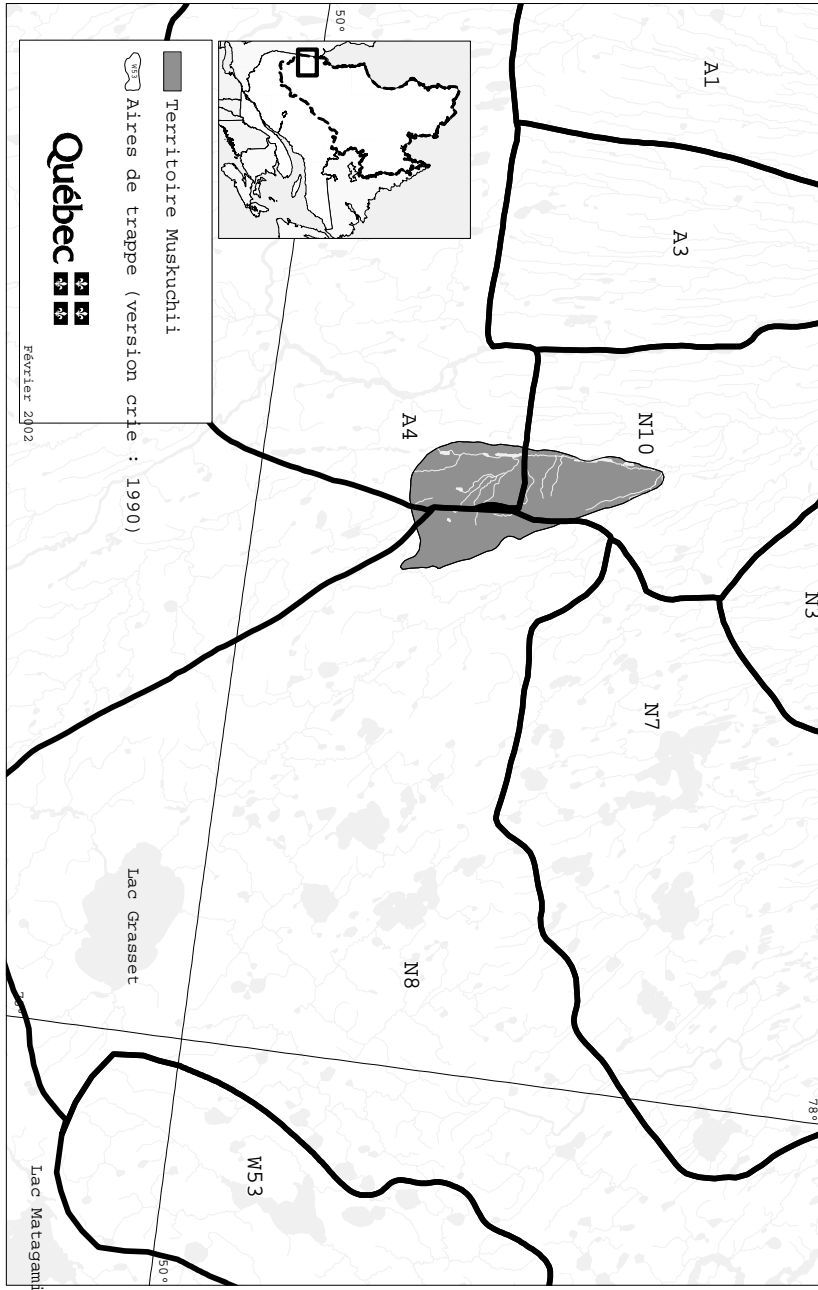 A1
A3
N10
N3
A4
N7
N8
W53
Lac Grasset
Lac Matagami
50°
78°
50°
Territoire Muskuchii
W53
Aires de trappe (version crie : 1990)
Québec
Février 2002